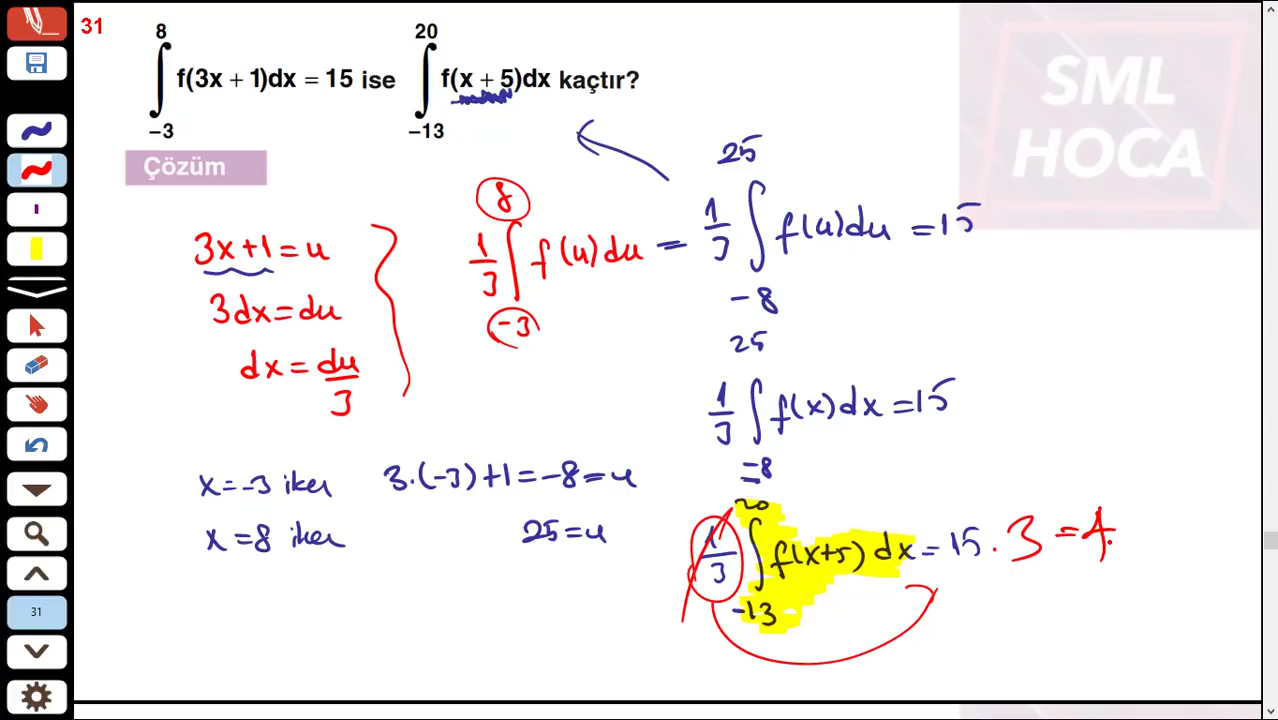 31
∫_{-3}^{8} f(3x + 1)dx = 15 ise ∫_{-13}^{20} f(x + 5)dx kaçtır?
SML
HOCA
Çözüm
3x+1=u
3dx=du
dx=du/3
1/3 ∫_{-3}^{8} f(u)du = 1/3 ∫_{-8}^{25} f(u)du =15
1/3 ∫_{-8}^{25} f(x)dx =15
x=-3 iken 3.(-3)+1=-8=u
x=8 iken 25=u
1/3 ∫_{-13}^{20} f(x+5)dx =15.3=4
31